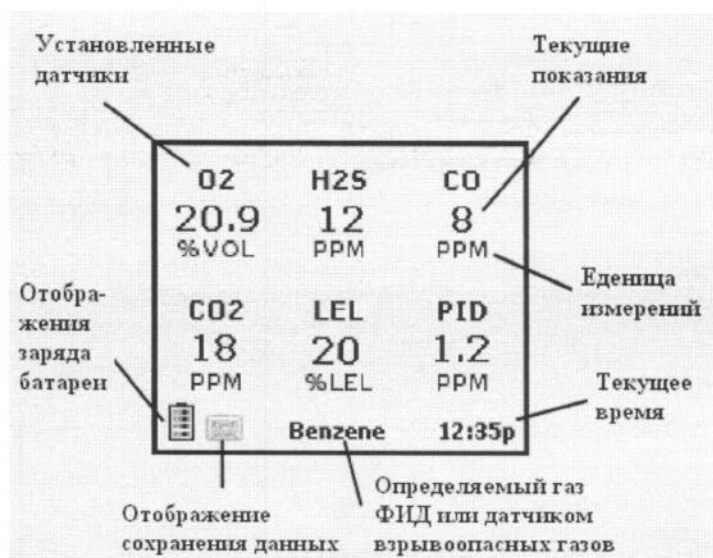 Установленные
датчики
Текущие
показания
O2 H2S CO
20.9 12 8
%VOL PPM PPM
Еденица
измерений
Отобра-
жения
заряда
батареи
CO2 LEL PID
18 20 1.2
PPM %LEL PPM
Текущее
время
Benzene 12:35p
Отображение
сохранения данных
Определяемый газ
ФИД или датчиком
взрывоопасных газов